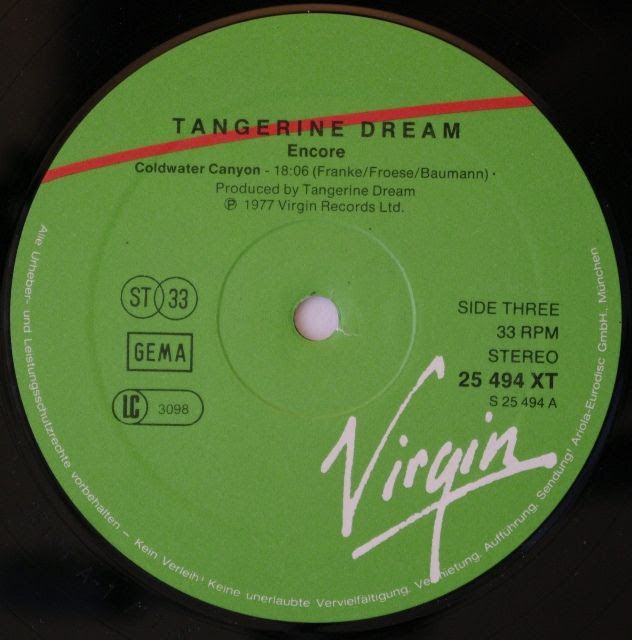 TANGERINE DREAM
Encore
Coldwater Canyon - 18:06 (Franke/Froese/Baumann) ·
Produced by Tangerine Dream
℗ 1977 Virgin Records Ltd.
ST 33
GEMA
LC 3098
SIDE THREE
33 RPM
STEREO
25 494 XT
S 25 494 A
Virgin
Alle Urheber- und Leistungsschutzrechte vorbehalten – Kein Verleih! Keine unerlaubte Vervielfältigung, Vermietung, Aufführung, Sendung! Ariola-Eurodisc GmbH., München